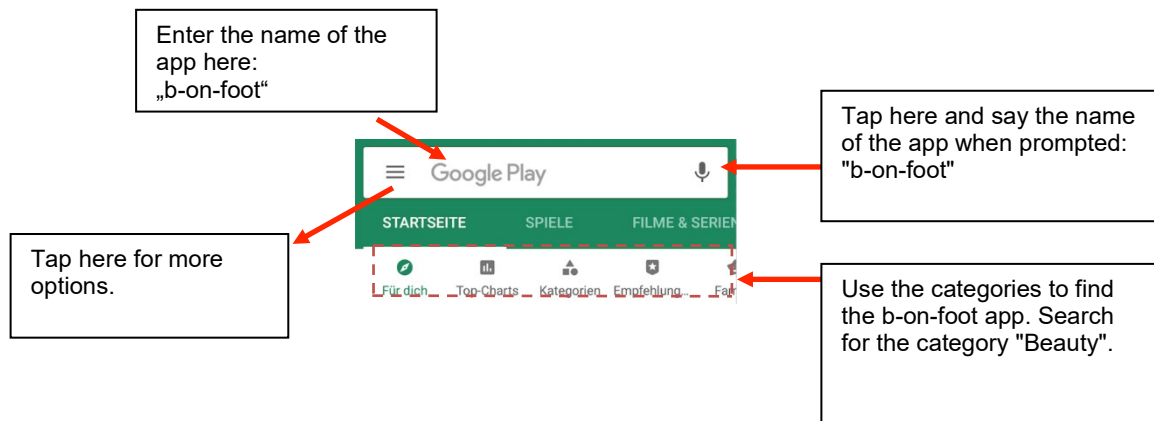 Enter the name of the
app here:
„b-on-foot“
Tap here and say the name
of the app when prompted:
"b-on-foot"
Google Play
STARTSEITE SPIELE FILME & SERIEN
Tap here for more
options.
Für dich Top-Charts Kategorien Empfehlung... Fam
Use the categories to find
the b-on-foot app. Search
for the category "Beauty".